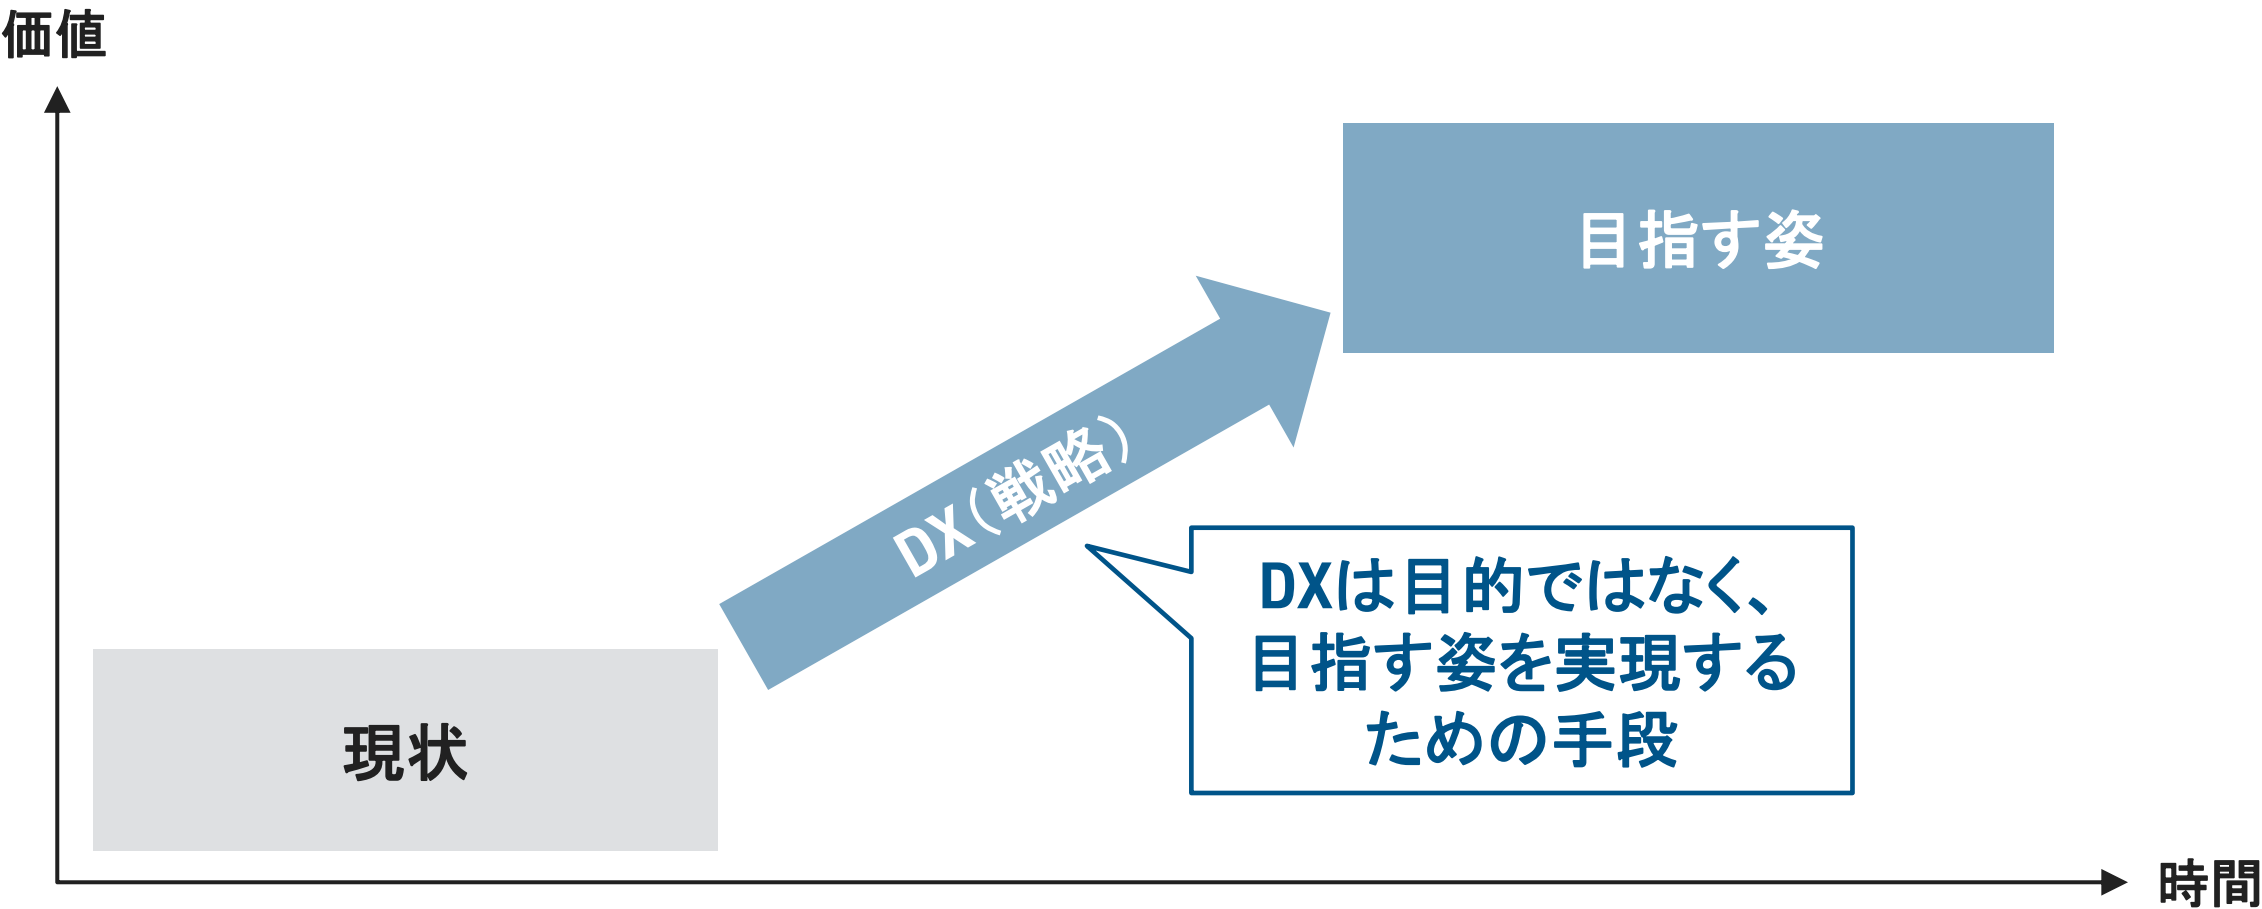 価値
目指す姿
DX(戦略)
DXは目的ではなく、
目指す姿を実現する
ための手段
現状
時間